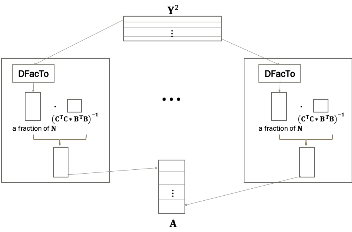 Y²
DFacTo
(CᵀC * BᵀB)⁻¹
a fraction of N
...
DFacTo
(CᵀC * BᵀB)⁻¹
a fraction of N
A